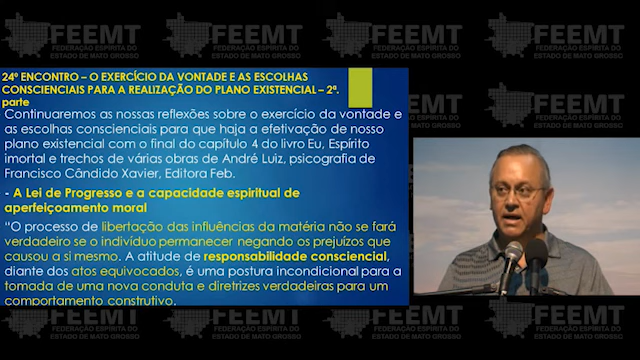 FEEMT
FEDERAÇÃO ESPÍRITA DO
ESTADO DE MATO GROSSO
24º ENCONTRO – O EXERCÍCIO DA VONTADE E AS ESCOLHAS
CONSCIENCIAIS PARA A REALIZAÇÃO DO PLANO EXISTENCIAL – 2ª.
parte
Continuaremos as nossas reflexões sobre o exercício da vontade e
as escolhas conscienciais para que haja a efetivação de nosso
plano existencial com o final do capítulo 4 do livro Eu, Espírito
imortal e trechos de várias obras de André Luiz, psicografia de
Francisco Cândido Xavier, Editora Feb.
- A Lei de Progresso e a capacidade espiritual de
aperfeiçoamento moral
“O processo de libertação das influências da matéria não se fará
verdadeiro se o indivíduo permanecer negando os prejuízos que
causou a si mesmo. A atitude de responsabilidade consciencial,
diante dos atos equivocados, é uma postura incondicional para a
tomada de uma nova conduta e diretrizes verdadeiras para um
comportamento construtivo.